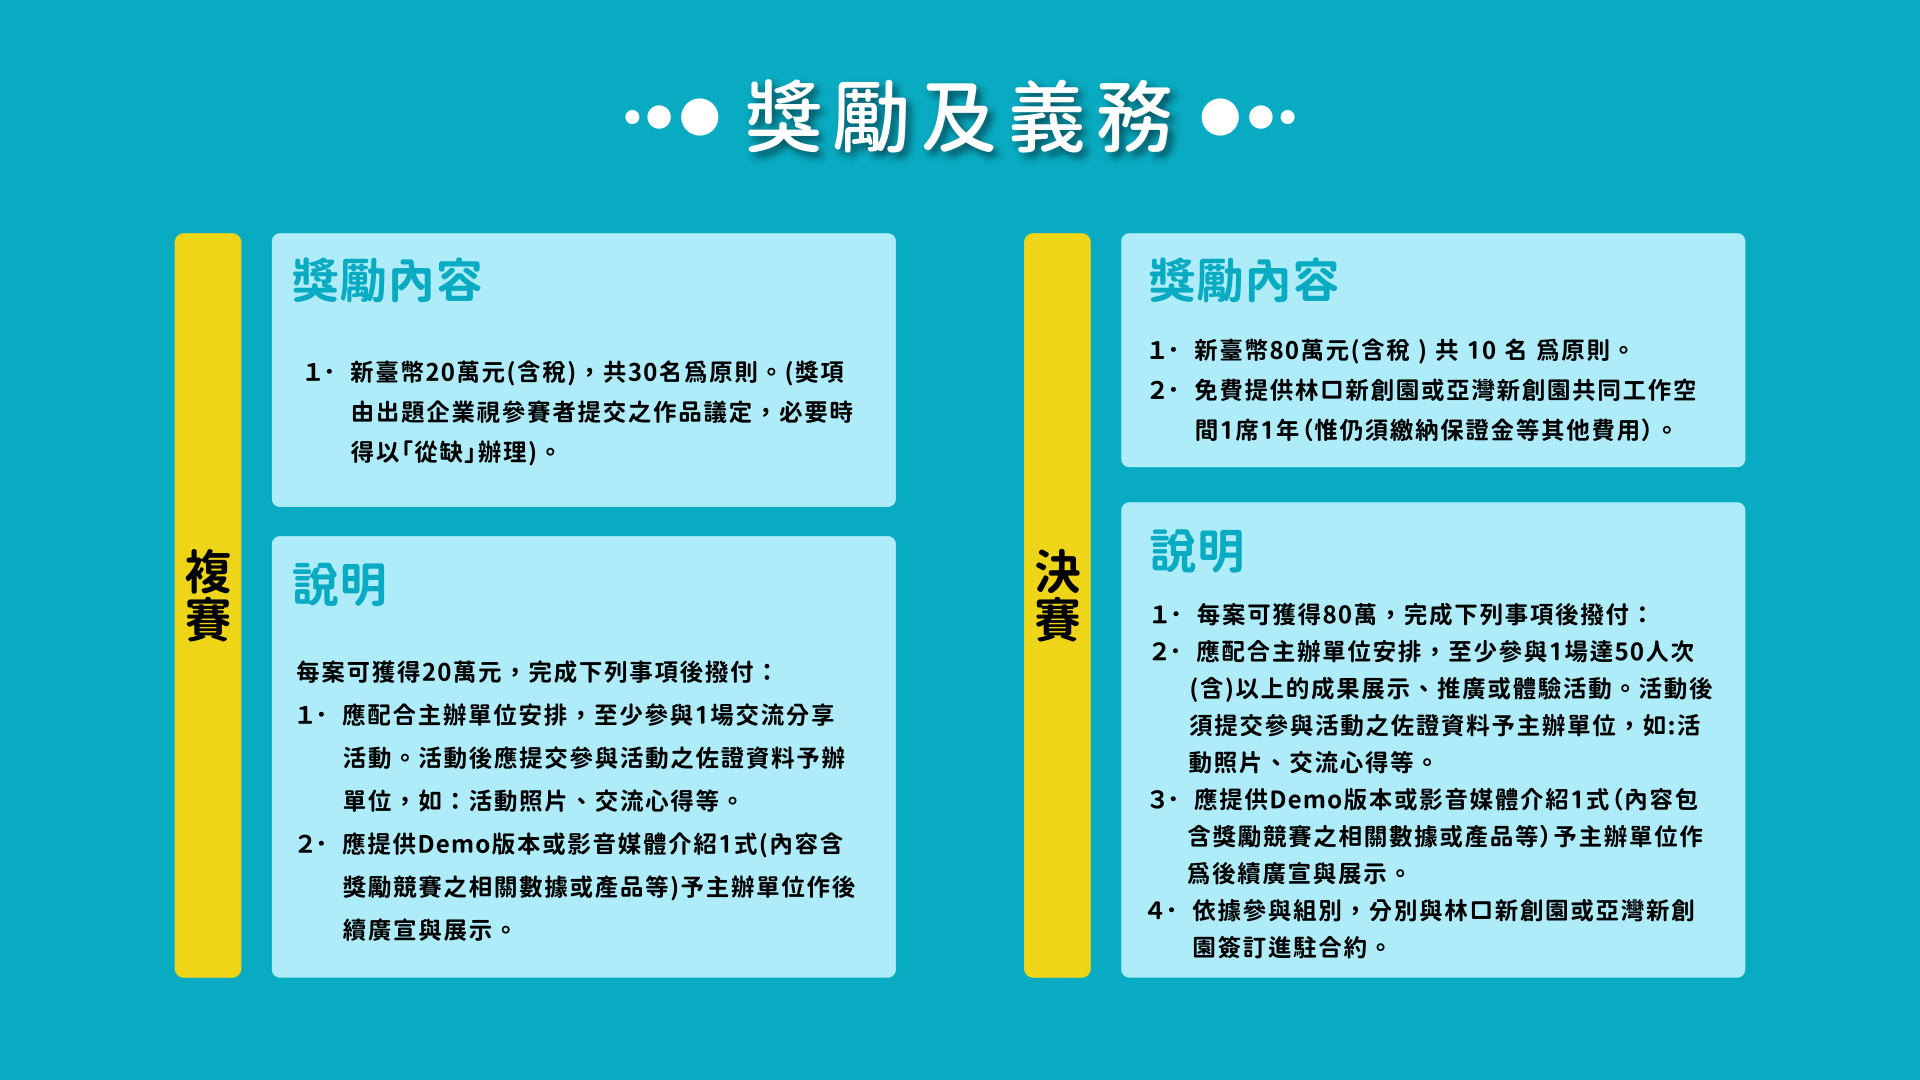 獎勵及義務
複賽
獎勵內容
1. 新臺幣20萬元(含稅)，共30名為原則。(獎項
由出題企業視參賽者提交之作品議定，必要時
得以「從缺」辦理)。
說明
每案可獲得20萬元，完成下列事項後撥付：
1. 應配合主辦單位安排，至少參與1場交流分享
活動。活動後應提交參與活動之佐證資料予辦
單位，如：活動照片、交流心得等。
2. 應提供Demo版本或影音媒體介紹1式(內容含
獎勵競賽之相關數據或產品等)予主辦單位作後
續廣宣與展示。
決賽
獎勵內容
1. 新臺幣80萬元(含稅 ) 共 10 名 為原則。
2. 免費提供林口新創園或亞灣新創園共同工作空
間1席1年(惟仍須繳納保證金等其他費用)。
說明
1. 每案可獲得80萬，完成下列事項後撥付：
2. 應配合主辦單位安排，至少參與1場達50人次
(含)以上的成果展示、推廣或體驗活動。活動後
須提交參與活動之佐證資料予主辦單位，如:活
動照片、交流心得等。
3. 應提供Demo版本或影音媒體介紹1式(內容包
含獎勵競賽之相關數據或產品等)予主辦單位作
為後續廣宣與展示。
4. 依據參與組別，分別與林口新創園或亞灣新創
園簽訂進駐合約。